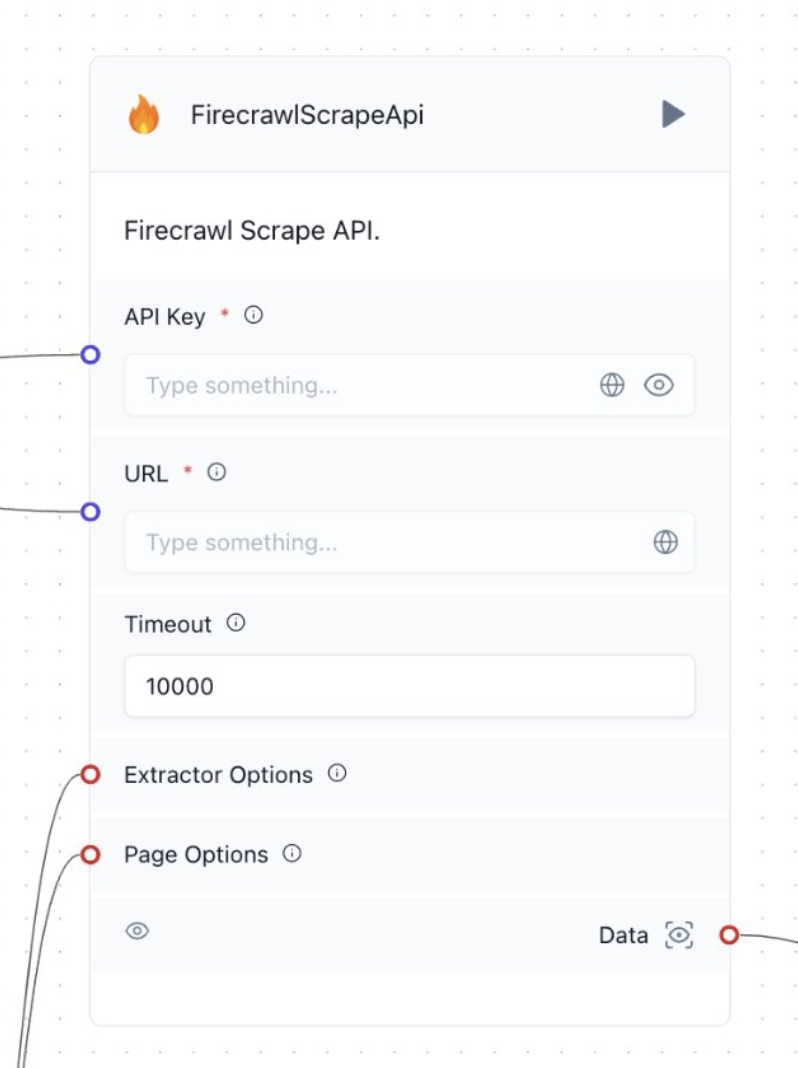 FirecrawlScrapeApi
Firecrawl Scrape API.
API Key *
Type something...
URL *
Type something...
Timeout
10000
Extractor Options
Page Options
Data